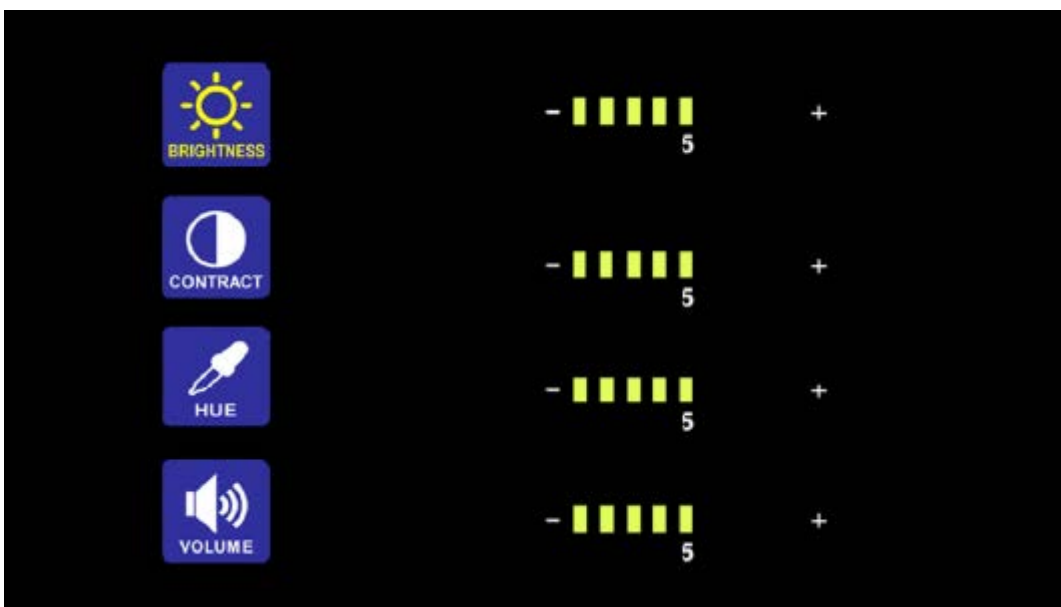 BRIGHTNESS
- +
5
CONTRACT
- +
5
HUE
- +
5
VOLUME
- +
5